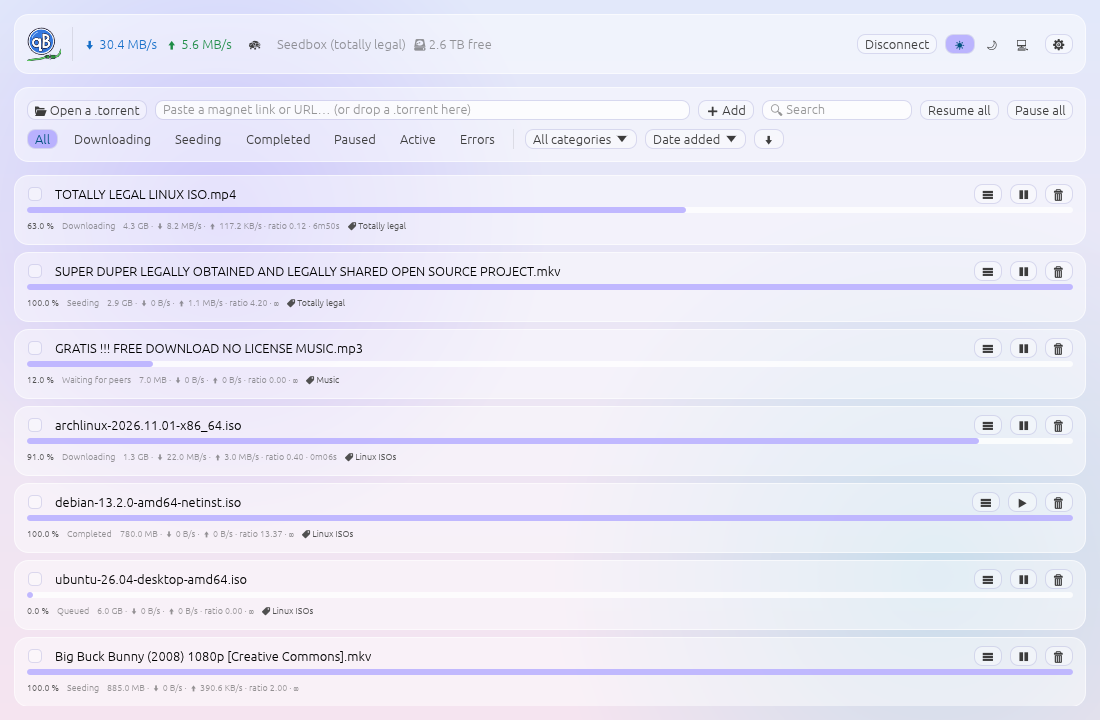 qB 30.4 MB/s 5.6 MB/s Seedbox (totally legal) 2.6 TB free Disconnect
Open a .torrent Paste a magnet link or URL... (or drop a .torrent here) Add Search Resume all Pause all
All Downloading Seeding Completed Paused Active Errors All categories Date added
TOTALLY LEGAL LINUX ISO.mp4
63.0 % Downloading 4.3 GB · 8.2 MB/s · 117.2 KB/s · ratio 0.12 · 6m50s Totally legal
SUPER DUPER LEGALLY OBTAINED AND LEGALLY SHARED OPEN SOURCE PROJECT.mkv
100.0 % Seeding 2.9 GB · 0 B/s · 1.1 MB/s · ratio 4.20 · ∞ Totally legal
GRATIS !!! FREE DOWNLOAD NO LICENSE MUSIC.mp3
12.0 % Waiting for peers 7.0 MB · 0 B/s · 0 B/s · ratio 0.00 · ∞ Music
archlinux-2026.11.01-x86_64.iso
91.0 % Downloading 1.3 GB · 22.0 MB/s · 3.0 MB/s · ratio 0.40 · 0m06s Linux ISOs
debian-13.2.0-amd64-netinst.iso
100.0 % Completed 780.0 MB · 0 B/s · 0 B/s · ratio 13.37 · ∞ Linux ISOs
ubuntu-26.04-desktop-amd64.iso
0.0 % Queued 6.0 GB · 0 B/s · 0 B/s · ratio 0.00 · ∞ Linux ISOs
Big Buck Bunny (2008) 1080p [Creative Commons].mkv
100.0 % Seeding 885.0 MB · 0 B/s · 390.6 KB/s · ratio 2.00 · ∞